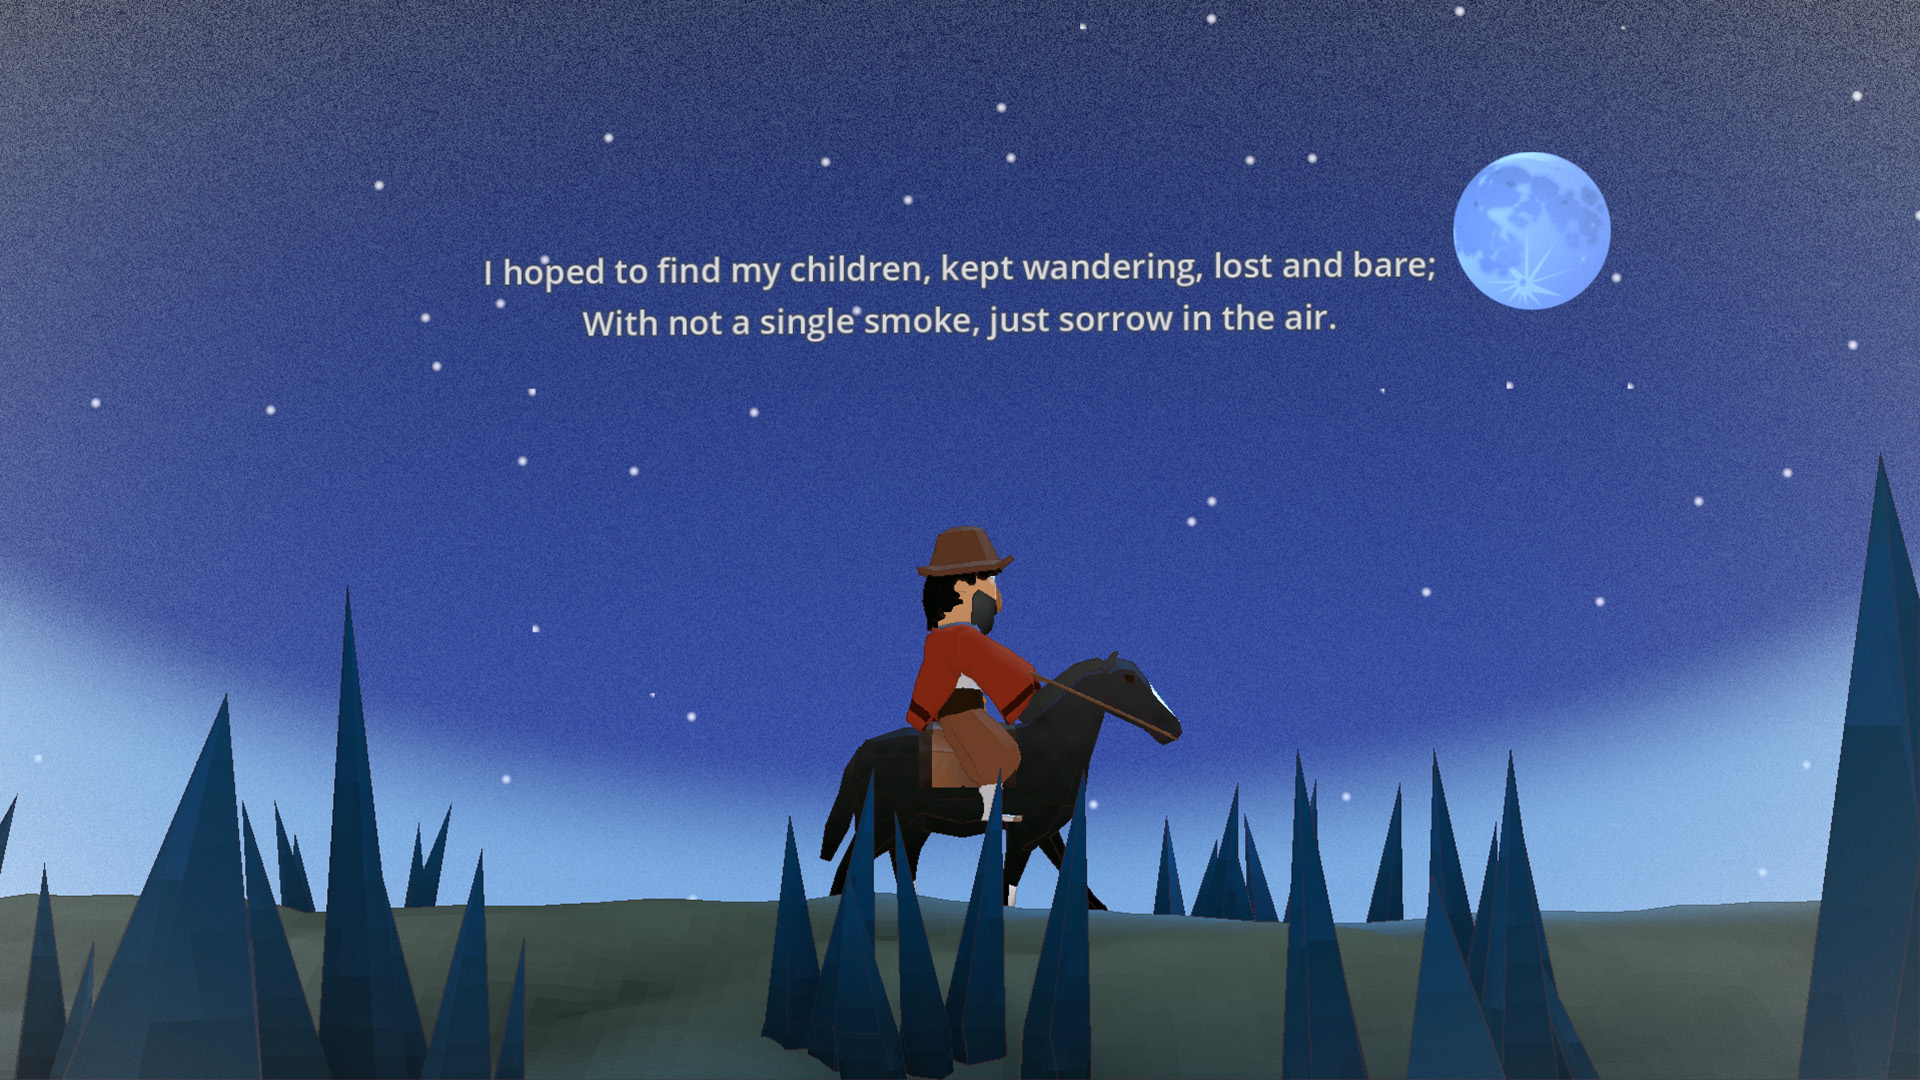 I hoped to find my children, kept wandering, lost and bare;
With not a single smoke, just sorrow in the air.